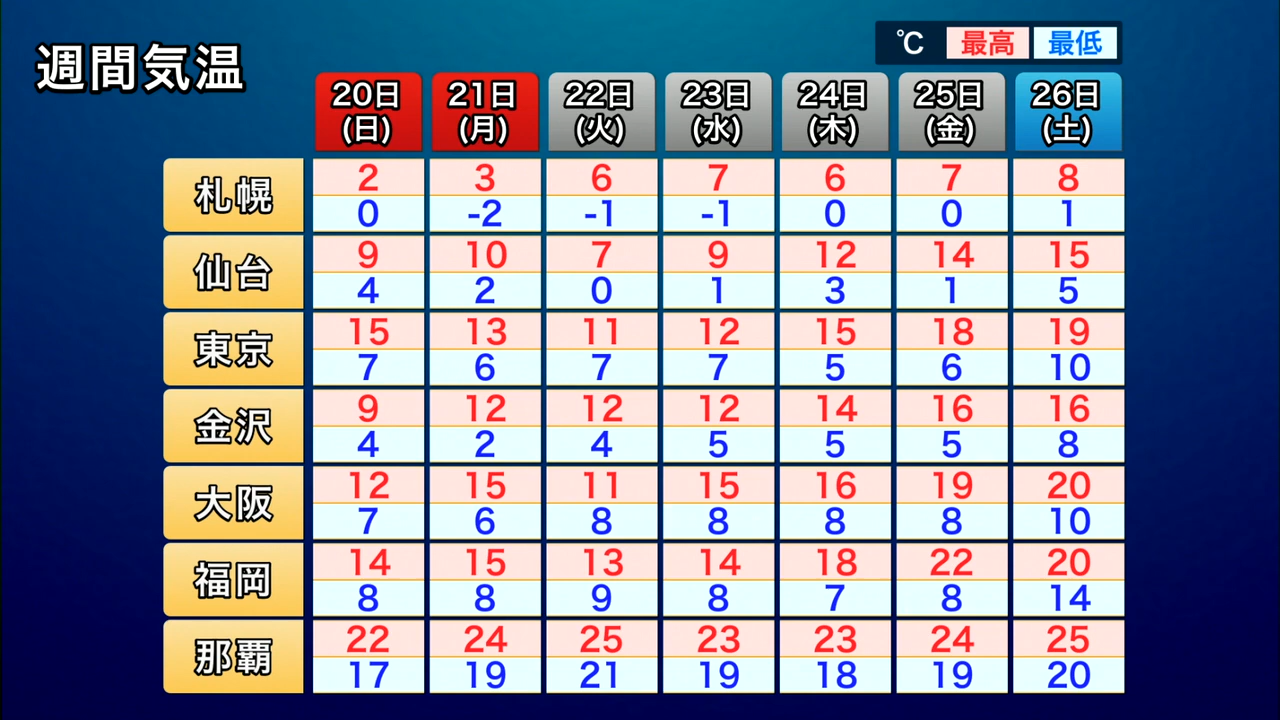 週間気温
℃ 最高 最低
20日 21日 22日 23日 24日 25日 26日
(日) (月) (火) (水) (木) (金) (土)
札幌 2 3 6 7 6 7 8
0 -2 -1 -1 0 0 1
仙台 9 10 7 9 12 14 15
4 2 0 1 3 1 5
東京 15 13 11 12 15 18 19
7 6 7 7 5 6 10
金沢 9 12 12 12 14 16 16
4 2 4 5 5 5 8
大阪 12 15 11 15 16 19 20
7 6 8 8 8 8 10
福岡 14 15 13 14 18 22 20
8 8 9 8 7 8 14
那覇 22 24 25 23 23 24 25
17 19 21 19 18 19 20